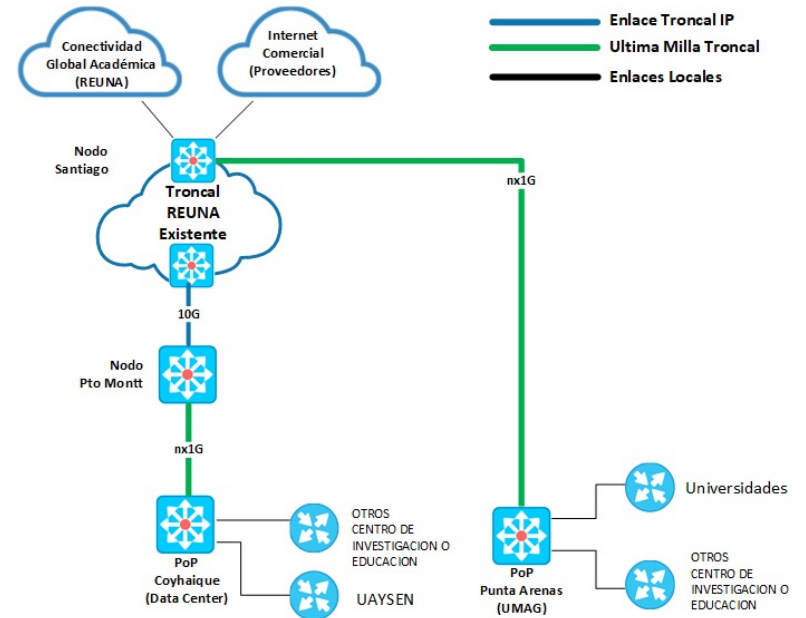 Conectividad
Global Académica
(REUNA)
Internet
Comercial
(Proveedores)
Enlace Troncal IP
Ultima Milla Troncal
Enlaces Locales
Nodo
Santiago
Troncal
REUNA
Existente
nx1G
10G
Nodo
Pto Montt
nx1G
OTROS
CENTRO DE
INVESTIGACION O
EDUCACION
UAYSEN
PoP
Coyhaique
(Data Center)
Universidades
OTROS
CENTRO DE
INVESTIGACION O
EDUCACION
PoP
Punta Arenas
(UMAG)